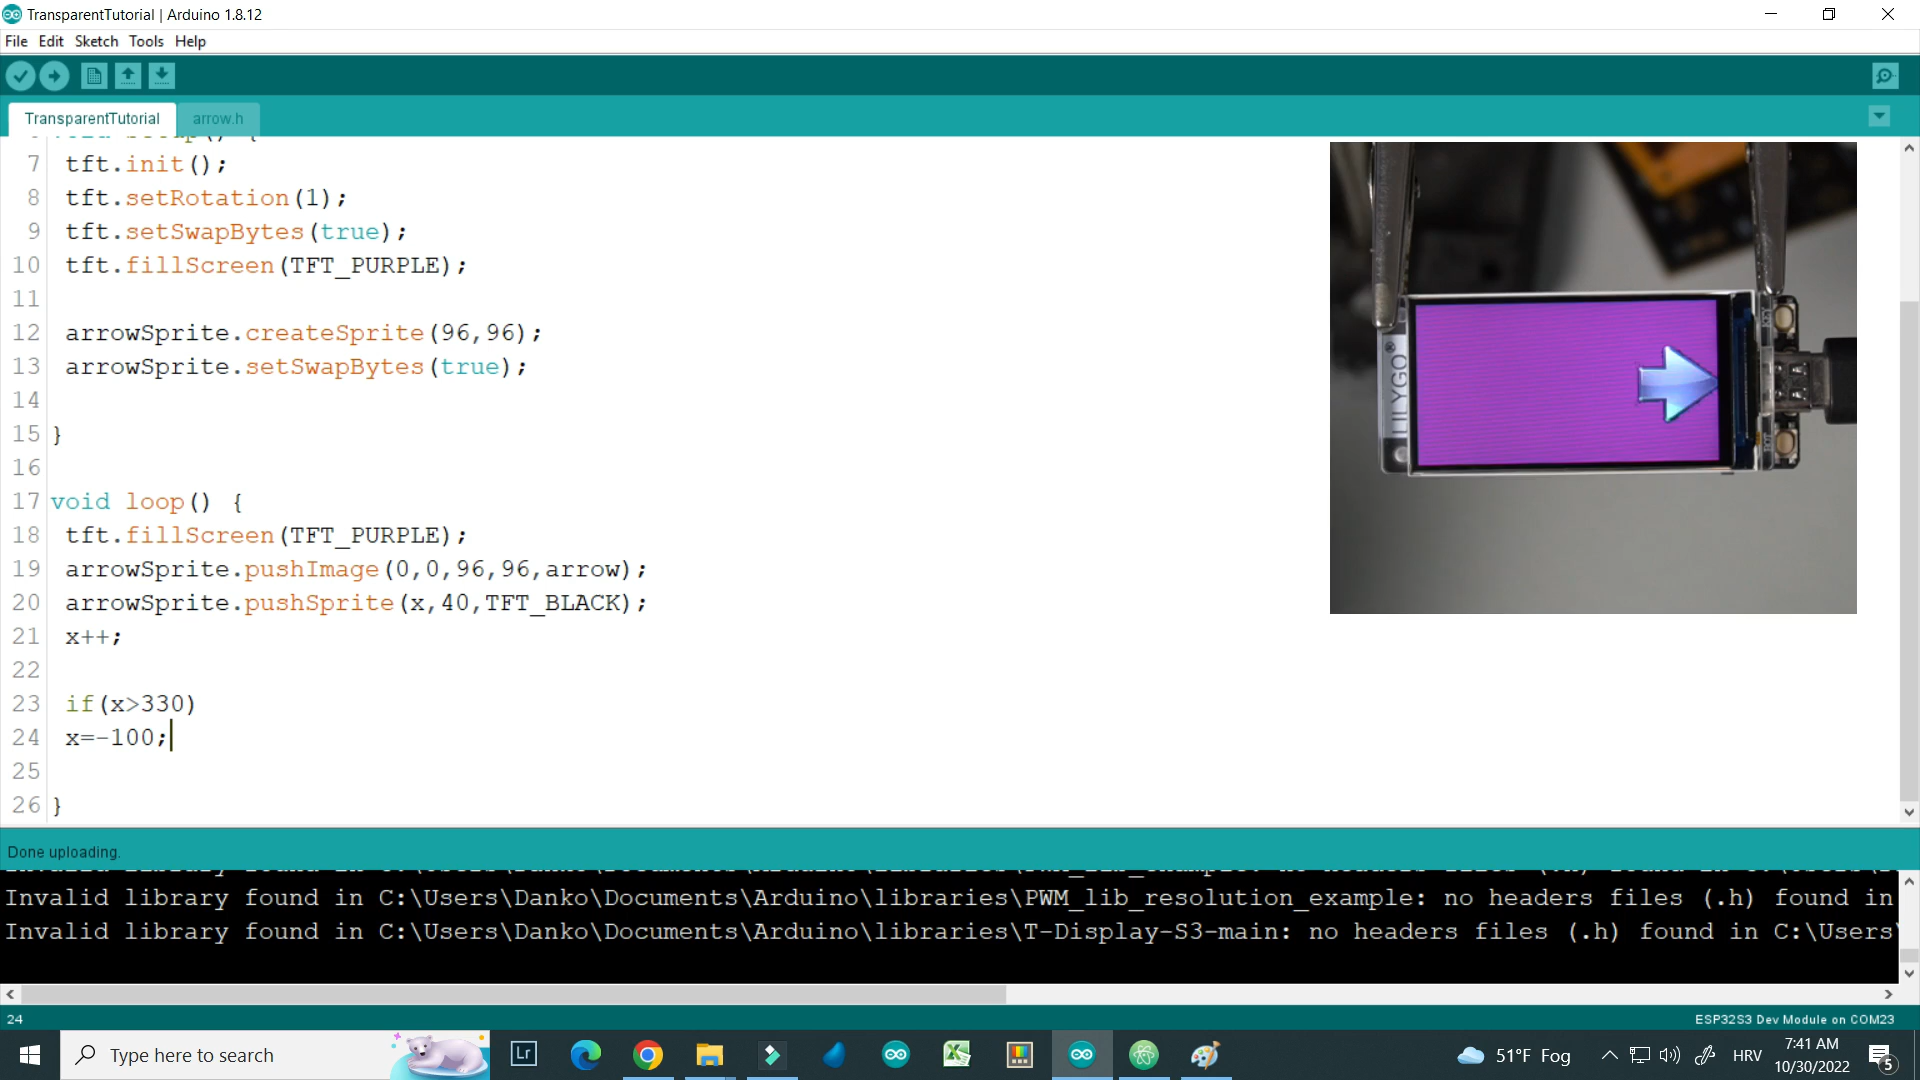 TransparentTutorial | Arduino 1.8.12
File Edit Sketch Tools Help
TransparentTutorial arrow.h
7 tft.init();
8 tft.setRotation(1);
9 tft.setSwapBytes(true);
10 tft.fillScreen(TFT_PURPLE);
11
12 arrowSprite.createSprite(96,96);
13 arrowSprite.setSwapBytes(true);
14
15 }
16
17 void loop() {
18 tft.fillScreen(TFT_PURPLE);
19 arrowSprite.pushImage(0,0,96,96,arrow);
20 arrowSprite.pushSprite(x,40,TFT_BLACK);
21 x++;
22
23 if(x>330)
24 x=-100;
25
26 }
LILYGO®
Done uploading.
Invalid library found in C:\Users\Danko\Documents\Arduino\libraries\PWM_lib_resolution_example: no headers files (.h) found in
Invalid library found in C:\Users\Danko\Documents\Arduino\libraries\T-Display-S3-main: no headers files (.h) found in C:\Users\
24
ESP32S3 Dev Module on COM23
Type here to search
Lr
51°F Fog
HRV
7:41 AM
10/30/2022
5